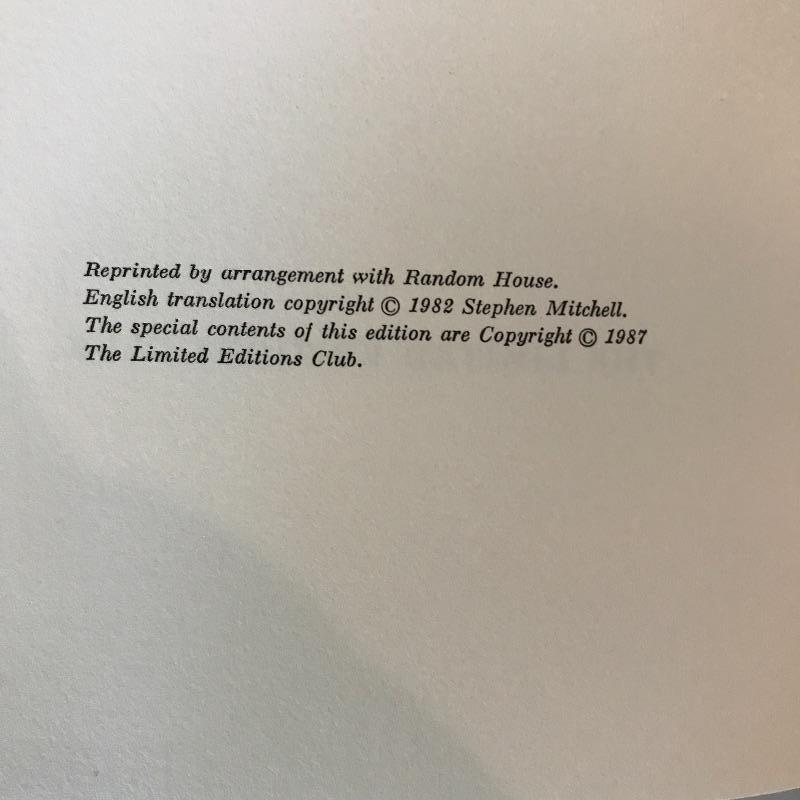 Reprinted by arrangement with Random House.
English translation copyright © 1982 Stephen Mitchell.
The special contents of this edition are Copyright © 1987
The Limited Editions Club.